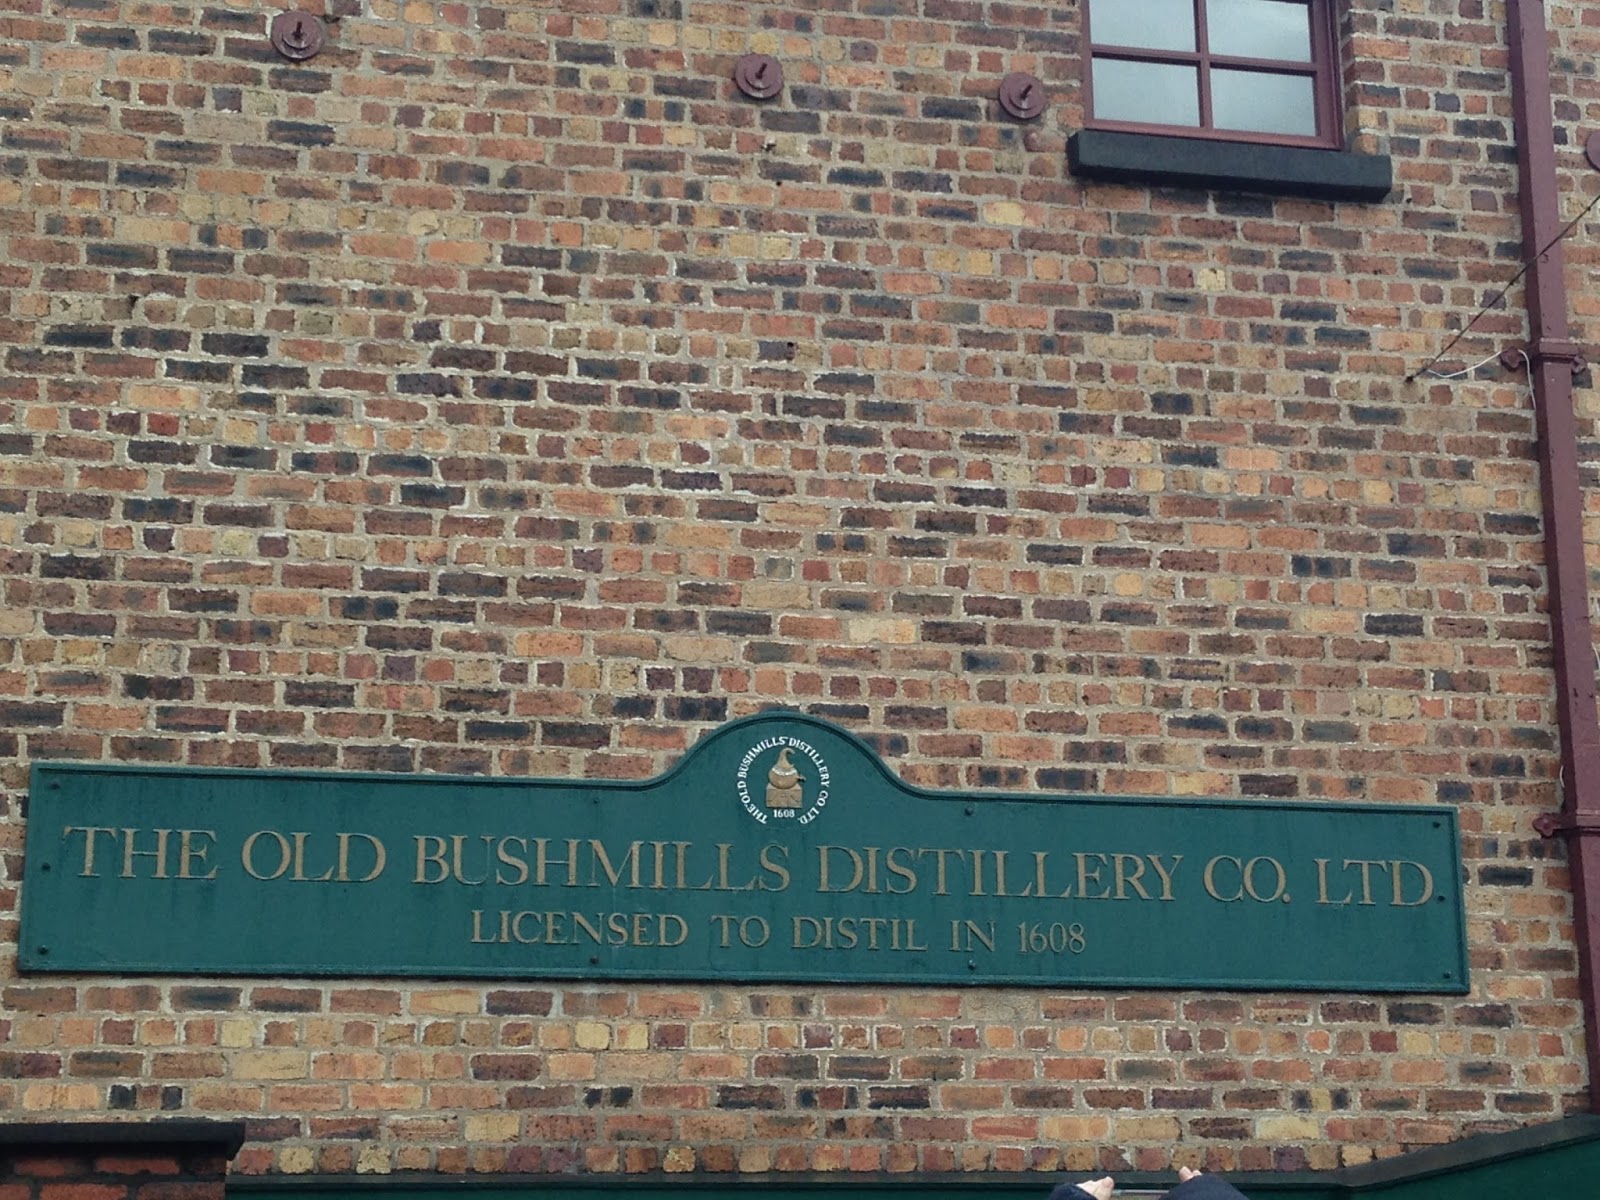 THE OLD BUSHMILLS DISTILLERY CO LTD.
1608
THE OLD BUSHMILLS DISTILLERY CO. LTD.
LICENSED TO DISTIL IN 1608